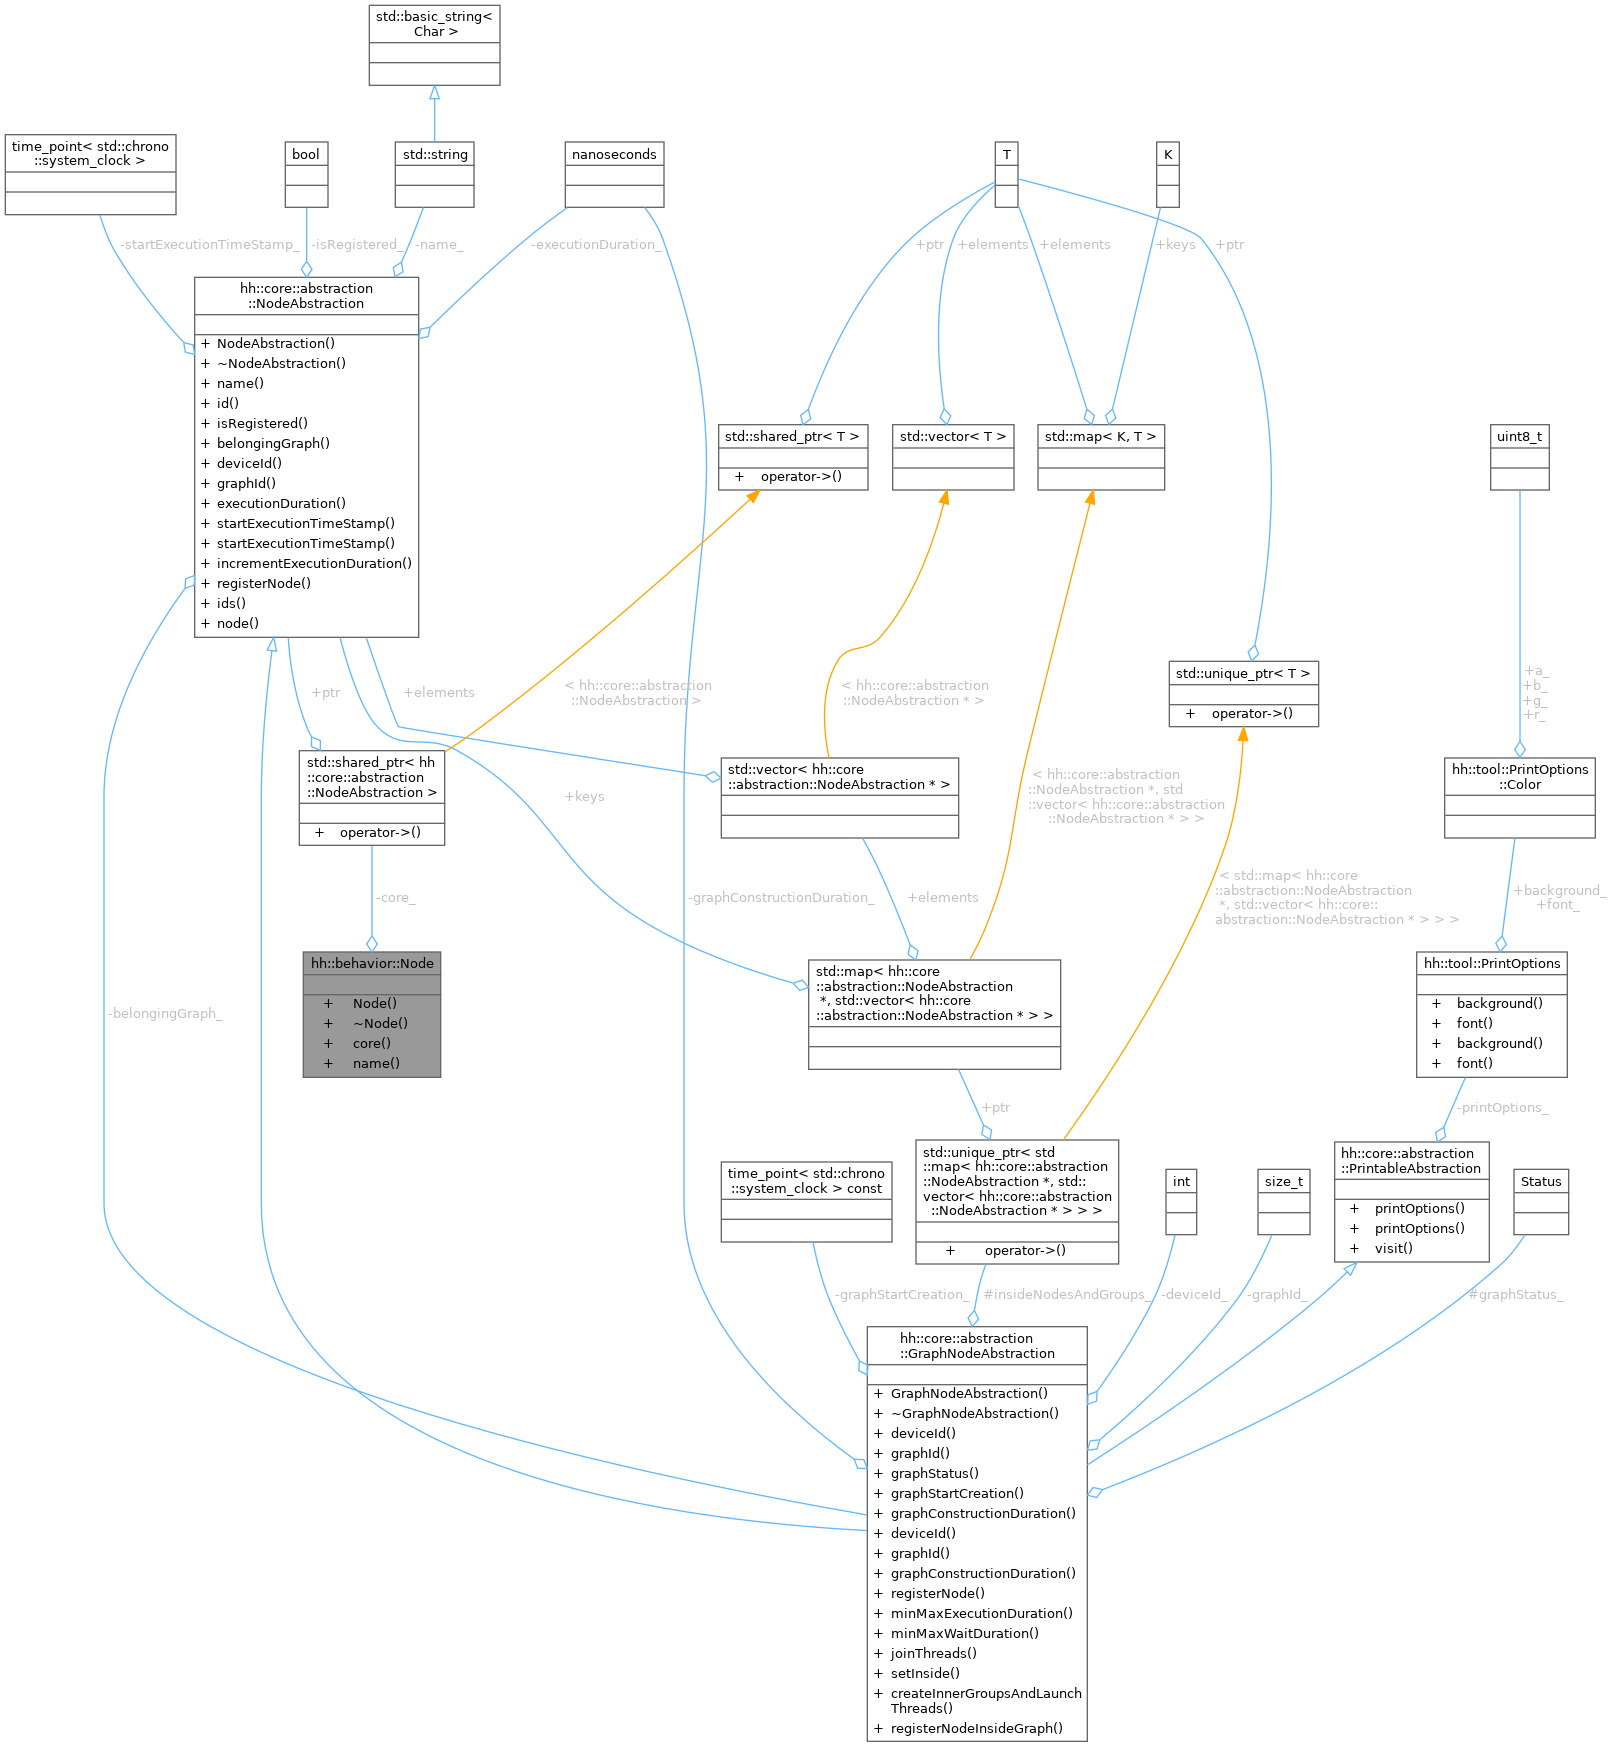 std::basic_string<
Char >
time_point< std::chrono
::system_clock >
bool
std::string
nanoseconds
T
K
-startExecutionTimeStamp_
-isRegistered_
-name_
-executionDuration_
+ptr
+elements
+elements
+keys
+ptr
hh::core::abstraction
::NodeAbstraction
+ NodeAbstraction()
+ ~NodeAbstraction()
+ name()
+ id()
+ isRegistered()
+ belongingGraph()
+ deviceId()
+ graphId()
+ executionDuration()
+ startExecutionTimeStamp()
+ startExecutionTimeStamp()
+ incrementExecutionDuration()
+ registerNode()
+ ids()
+ node()
std::shared_ptr< T >
+ operator->()
std::vector< T >
std::map< K, T >
uint8_t
std::unique_ptr< T >
+ operator->()
+a_
+b_
+g_
+r_
+ptr
+elements
< hh::core::abstraction
::NodeAbstraction >
< hh::core::abstraction
::NodeAbstraction * >
std::shared_ptr< hh
::core::abstraction
::NodeAbstraction >
+ operator->()
+keys
std::vector< hh::core
::abstraction::NodeAbstraction * >
< hh::core::abstraction
::NodeAbstraction *, std
::vector< hh::core::abstraction
::NodeAbstraction * > >
hh::tool::PrintOptions
::Color
-core_
-graphConstructionDuration_
+elements
< std::map< hh::core
::abstraction::NodeAbstraction
*, std::vector< hh::core::
abstraction::NodeAbstraction * > > >
+background_
+font_
hh::behavior::Node
+ Node()
+ ~Node()
+ core()
+ name()
std::map< hh::core
::abstraction::NodeAbstraction
*, std::vector< hh::core
::abstraction::NodeAbstraction * > >
hh::tool::PrintOptions
+ background()
+ font()
+ background()
+ font()
-belongingGraph_
+ptr
-printOptions_
time_point< std::chrono
::system_clock > const
std::unique_ptr< std
::map< hh::core::abstraction
::NodeAbstraction *, std::
vector< hh::core::abstraction
::NodeAbstraction * > > >
+ operator->()
int
size_t
hh::core::abstraction
::PrintableAbstraction
+ printOptions()
+ printOptions()
+ visit()
Status
-graphStartCreation_
#insideNodesAndGroups_
-deviceId_
-graphId_
#graphStatus_
hh::core::abstraction
::GraphNodeAbstraction
+ GraphNodeAbstraction()
+ ~GraphNodeAbstraction()
+ deviceId()
+ graphId()
+ graphStatus()
+ graphStartCreation()
+ graphConstructionDuration()
+ deviceId()
+ graphId()
+ graphConstructionDuration()
+ registerNode()
+ minMaxExecutionDuration()
+ minMaxWaitDuration()
+ joinThreads()
+ setInside()
+ createInnerGroupsAndLaunch
Threads()
+ registerNodeInsideGraph()